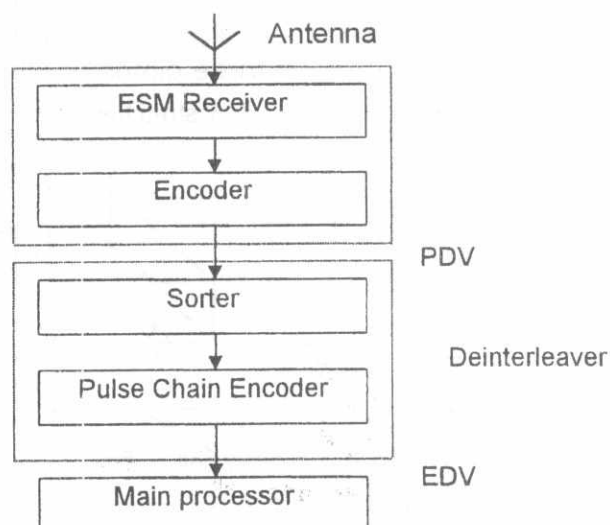 Antenna
ESM Receiver
Encoder
PDV
Sorter
Deinterleaver
Pulse Chain Encoder
EDV
Main processor